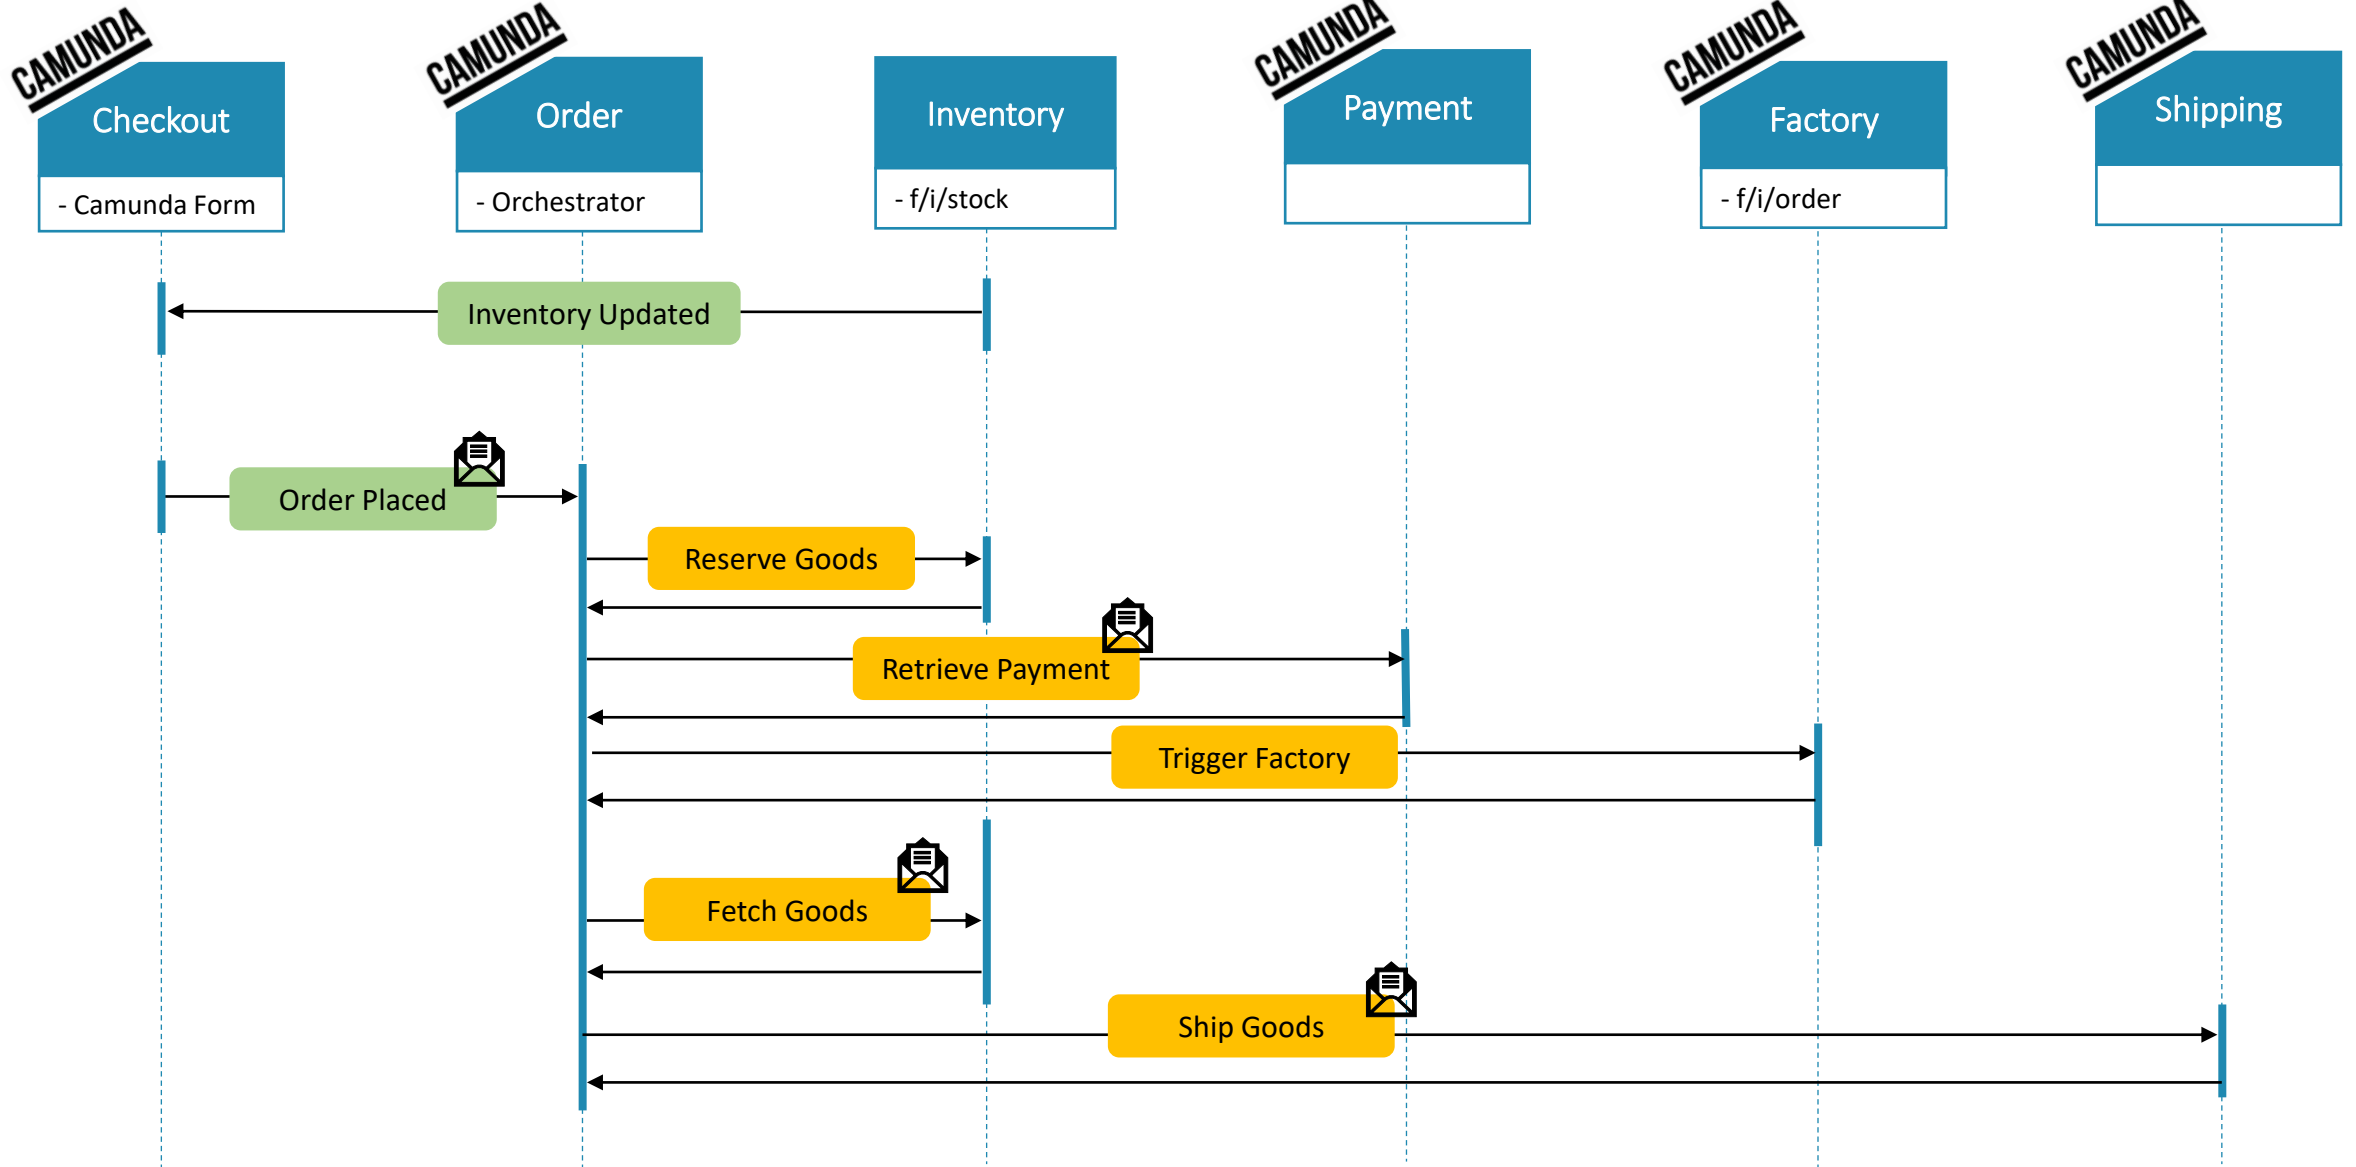 CAMUNDA
CAMUNDA
CAMUNDA
CAMUNDA
CAMUNDA
Checkout
Order
Inventory
Payment
Factory
Shipping
- Camunda Form
- Orchestrator
- f/i/stock
- f/i/order
Inventory Updated
Order Placed
Reserve Goods
Retrieve Payment
Trigger Factory
Fetch Goods
Ship Goods